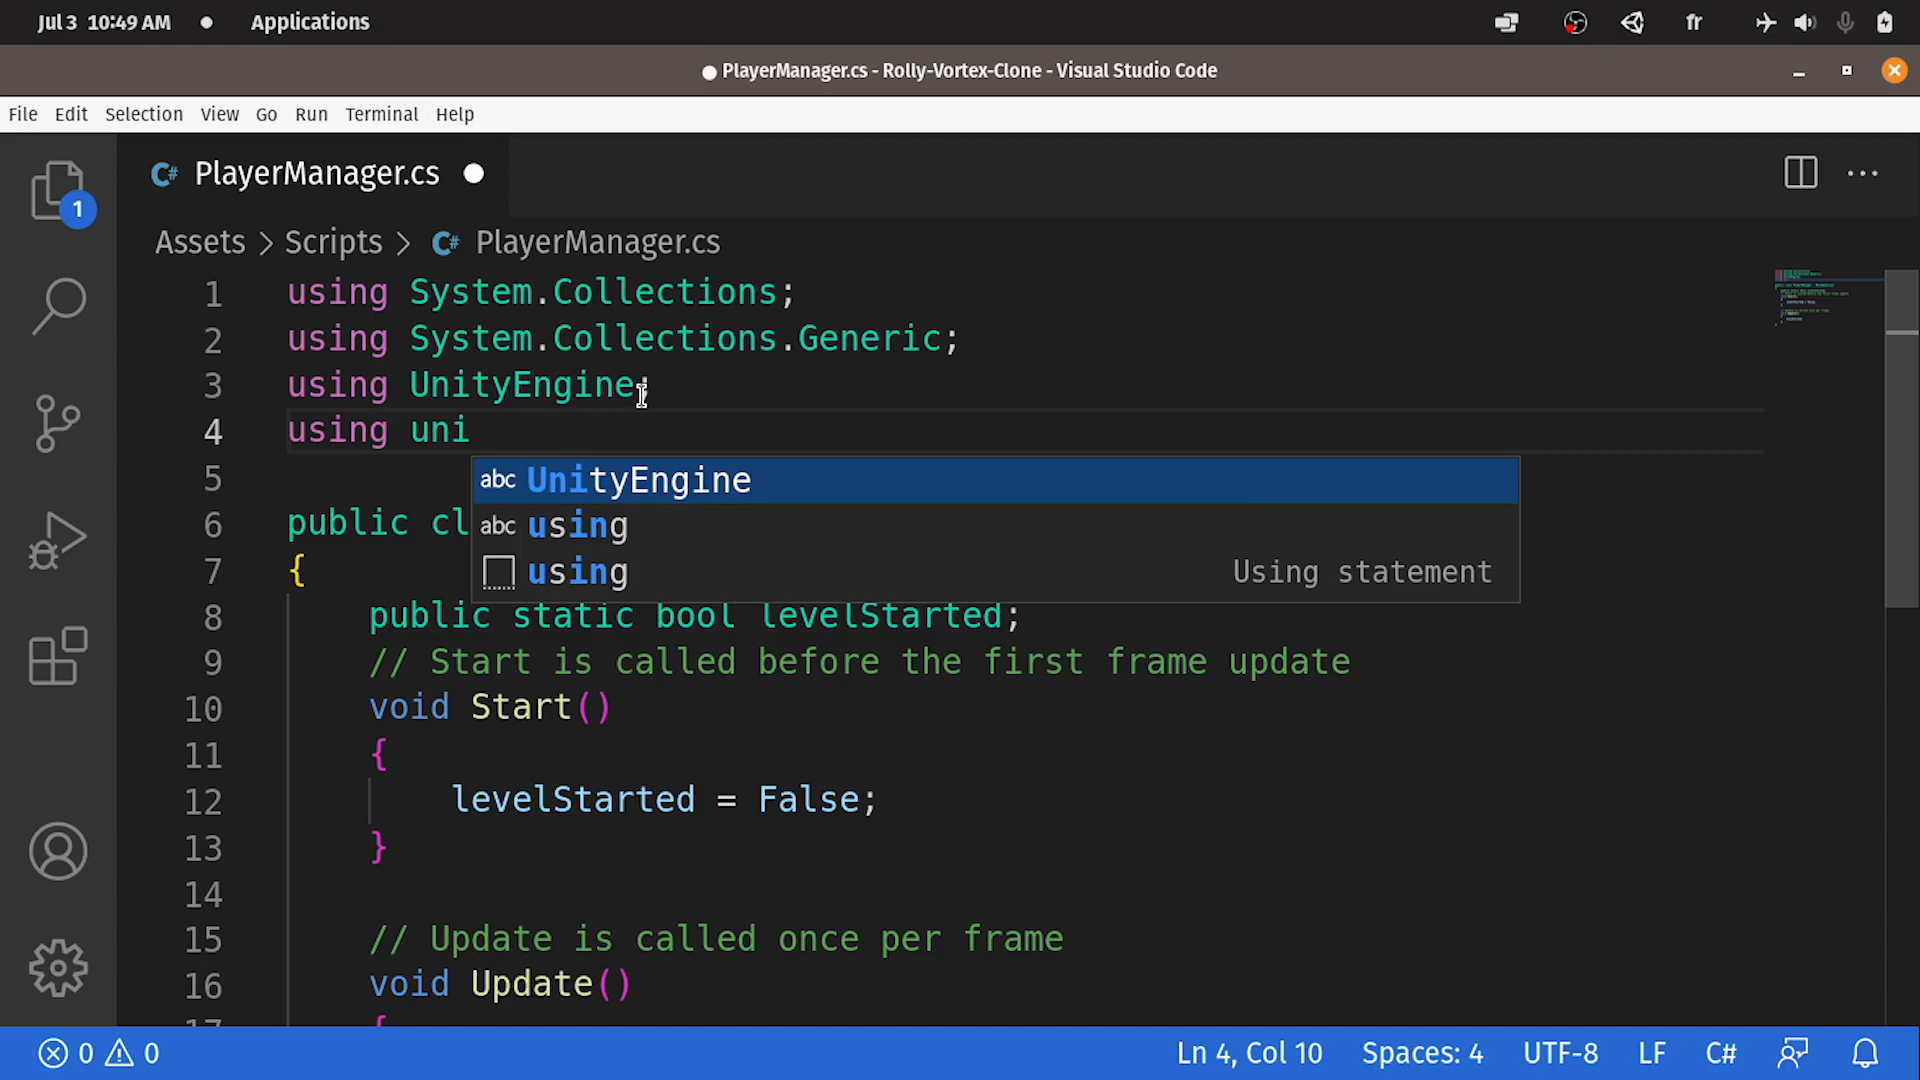 Jul 3 10:49 AM
Applications
fr
PlayerManager.cs - Rolly-Vortex-Clone - Visual Studio Code
File Edit Selection View Go Run Terminal Help
1
C# PlayerManager.cs
Assets > Scripts > C# PlayerManager.cs
1 using System.Collections;
2 using System.Collections.Generic;
3 using UnityEngine;
4 using uni
abc UnityEngine
5
abc using
6 public cl
using Using statement
7 {
8 public static bool levelStarted;
9 // Start is called before the first frame update
10 void Start()
11 {
12 levelStarted = False;
13 }
14
15 // Update is called once per frame
16 void Update()
17 {
0 0
Ln 4, Col 10 Spaces: 4 UTF-8 LF C#